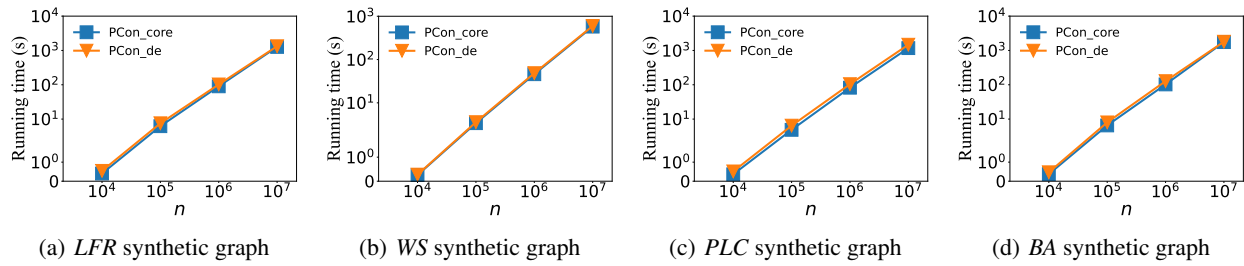 Running time (s)
10^4
10^3
10^2
10^1
10^0
0
PCon_core
PCon_de
10^4 10^5 10^6 10^7
n
(a) LFR synthetic graph
Running time (s)
10^3
10^1
10^0
0
PCon_core
PCon_de
10^4 10^5 10^6 10^7
n
(b) WS synthetic graph
Running time (s)
10^4
10^3
10^2
10^1
10^0
0
PCon_core
PCon_de
10^4 10^5 10^6 10^7
n
(c) PLC synthetic graph
Running time (s)
10^4
10^3
10^2
10^1
10^0
0
PCon_core
PCon_de
10^4 10^5 10^6 10^7
n
(d) BA synthetic graph